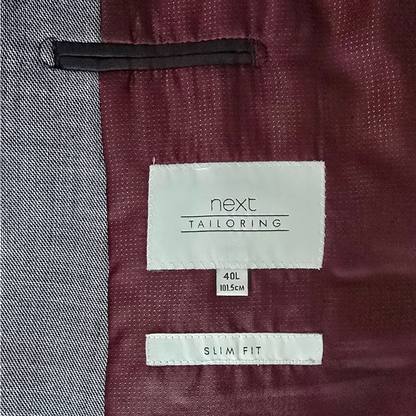 next
TAILORING
40L
101.5CM
SLIM FIT